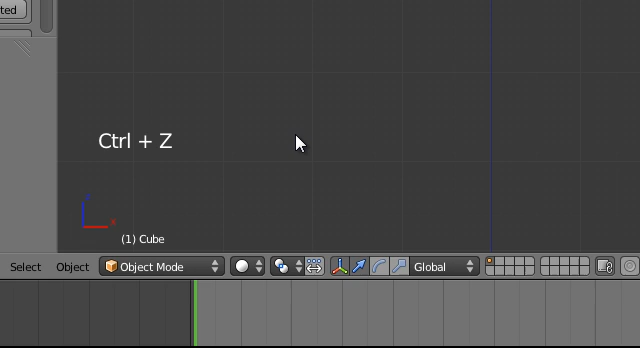 ted
Ctrl + Z
z
x
(1) Cube
Select Object Object Mode Global